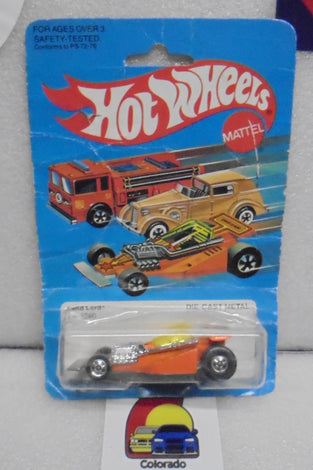 FOR AGES OVER 3
SAFETY-TESTED
Conforms to PS 72-76
Hot Wheels
MATTEL
DIE-CAST METAL
Colorado